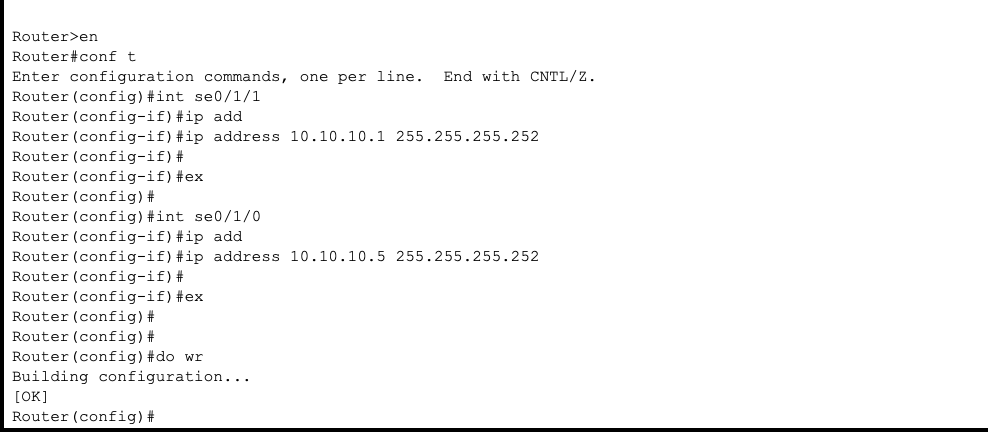 Router>en
Router#conf t
Enter configuration commands, one per line.  End with CNTL/Z.
Router(config)#int se0/1/1
Router(config-if)#ip add
Router(config-if)#ip address 10.10.10.1 255.255.255.252
Router(config-if)#
Router(config-if)#ex
Router(config)#
Router(config)#int se0/1/0
Router(config-if)#ip add
Router(config-if)#ip address 10.10.10.5 255.255.255.252
Router(config-if)#
Router(config-if)#ex
Router(config)#
Router(config)#
Router(config)#do wr
Building configuration...
[OK]
Router(config)#